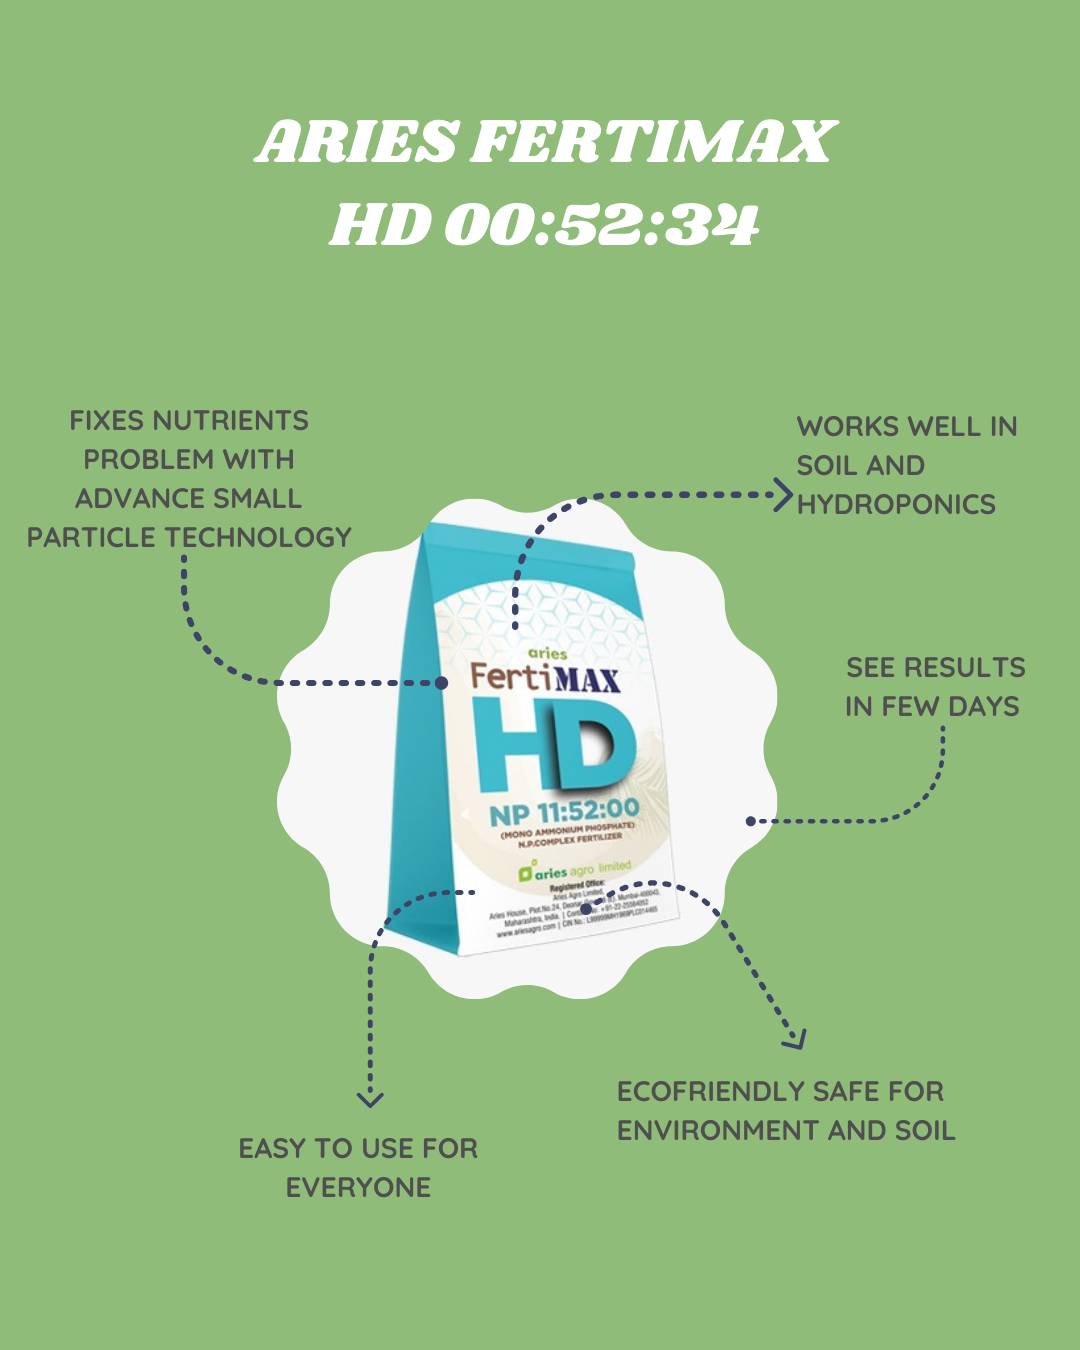 ARIES FERTIMAX
HD 00:52:34
FIXES NUTRIENTS
PROBLEM WITH
ADVANCE SMALL
PARTICLE TECHNOLOGY
WORKS WELL IN
SOIL AND
HYDROPONICS
SEE RESULTS
IN FEW DAYS
aries
FertiMAX
HD
NP 11:52:00
(MONO AMMONIUM PHOSPHATE)
N.P.COMPLEX FERTILIZER
aries agro limited
Registered Office:
Aries Agro Limited,
Aries House, Plot No.24, Deonar, (E), Mumbai-400043,
Maharashtra, India. | No: +91-22-25564052
www.ariesagro.com | CIN No.: L99999MH1969PLC014465
EASY TO USE FOR
EVERYONE
ECOFRIENDLY SAFE FOR
ENVIRONMENT AND SOIL